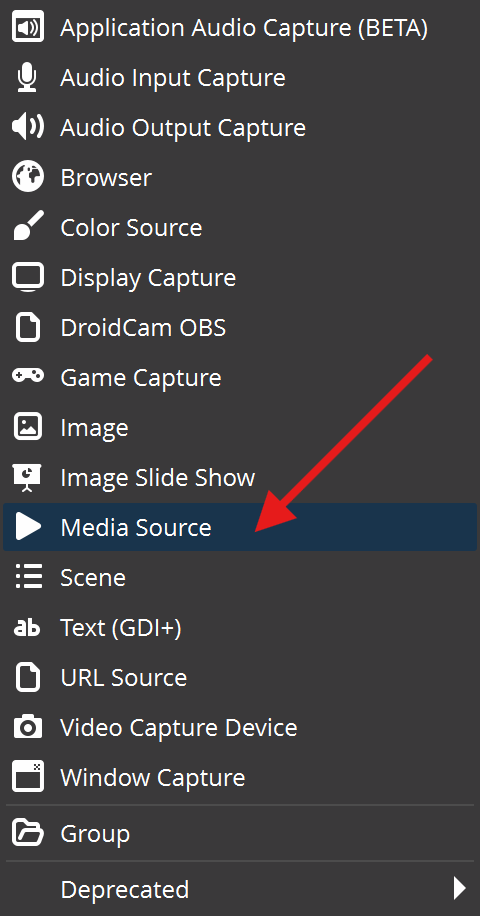 Application Audio Capture (BETA)
Audio Input Capture
Audio Output Capture
Browser
Color Source
Display Capture
DroidCam OBS
Game Capture
Image
Image Slide Show
Media Source
Scene
ab Text (GDI+)
URL Source
Video Capture Device
Window Capture
Group
Deprecated